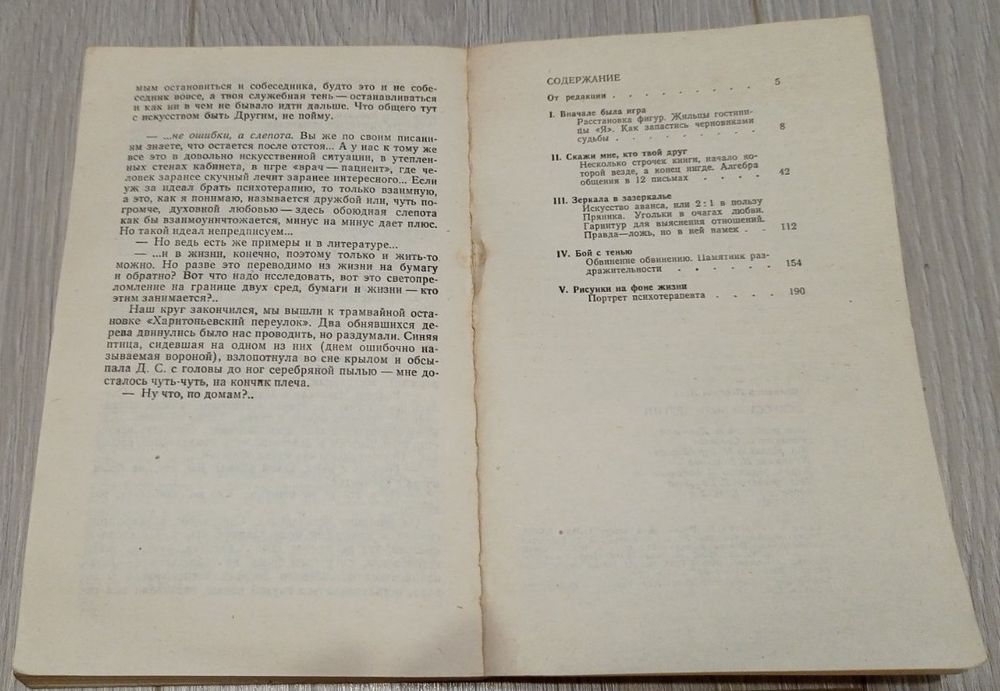 мым остановиться и собеседника, будто это и не собе-
седник вовсе, а твоя служебная тень — останавливаться
и как ни в чем не бывало идти дальше. Что общего тут
с искусством быть Другим, не пойму.
— ...не ошибки, а слепота. Вы же по своим писани-
ям знаете, что остается после отстоя... А у нас к тому же
все это в довольно искусственной ситуации, в утеплен-
ных стенах кабинета, в игре «врач — пациент», где че-
ловек заранее скучный лечит заранее интересного... Если
уж за идеал брать психотерапию, то только взаимную,
а это, как я понимаю, называется дружбой или, чуть по-
громче, духовной любовью — здесь обоюдная слепота
как бы взаимоуничтожается, минус на минус дает плюс.
Но такой идеал непредписуем...
— Но ведь есть же примеры и в литературе...
— ...и в жизни, конечно, поэтому только и жить-то
можно. Но разве это переводимо из жизни на бумагу
и обратно? Вот что надо исследовать, вот это светопре-
ломление на границе двух сред, бумаги и жизни — кто
этим занимается?..
Наш круг закончился, мы вышли к трамвайной оста-
новке «Харитоньевский переулок». Два обнявшихся де-
рева двинулись было нас проводить, но раздумали. Синяя
птица, сидевшая на одном из них (днем ошибочно на-
зываемая вороной), взлопотнула во сне крылом и обсы-
пала Д. С. с головы до ног серебряной пылью — мне до-
сталось чуть-чуть, на кончик плеча.
— Ну что, по домам?..
СОДЕРЖАНИЕ
От редакции . . . . . . . . . 5
I. Вначале была игра
Расстановка фигур. Жильцы гостини-
цы «Я». Как запастись черновиками
судьбы . . . . . . . . . 8
II. Скажи мне, кто твой друг
Несколько строчек книги, начало ко-
торой везде, а конец нигде. Алгебра
общения в 12 письмах . . . . 42
III. Зеркала в зазеркалье
Искусство аванса, или 2 : 1 в пользу
Пряника. Угольки в очагах любви.
Гарнитур для выяснения отношений.
Правда — ложь, но в ней намек . . 112
IV. Бой с тенью
Обвинение обвинению. Памятник раз-
дражительности . . . . . 154
V. Рисунки на фоне жизни
Портрет психотерапевта . . . . 190